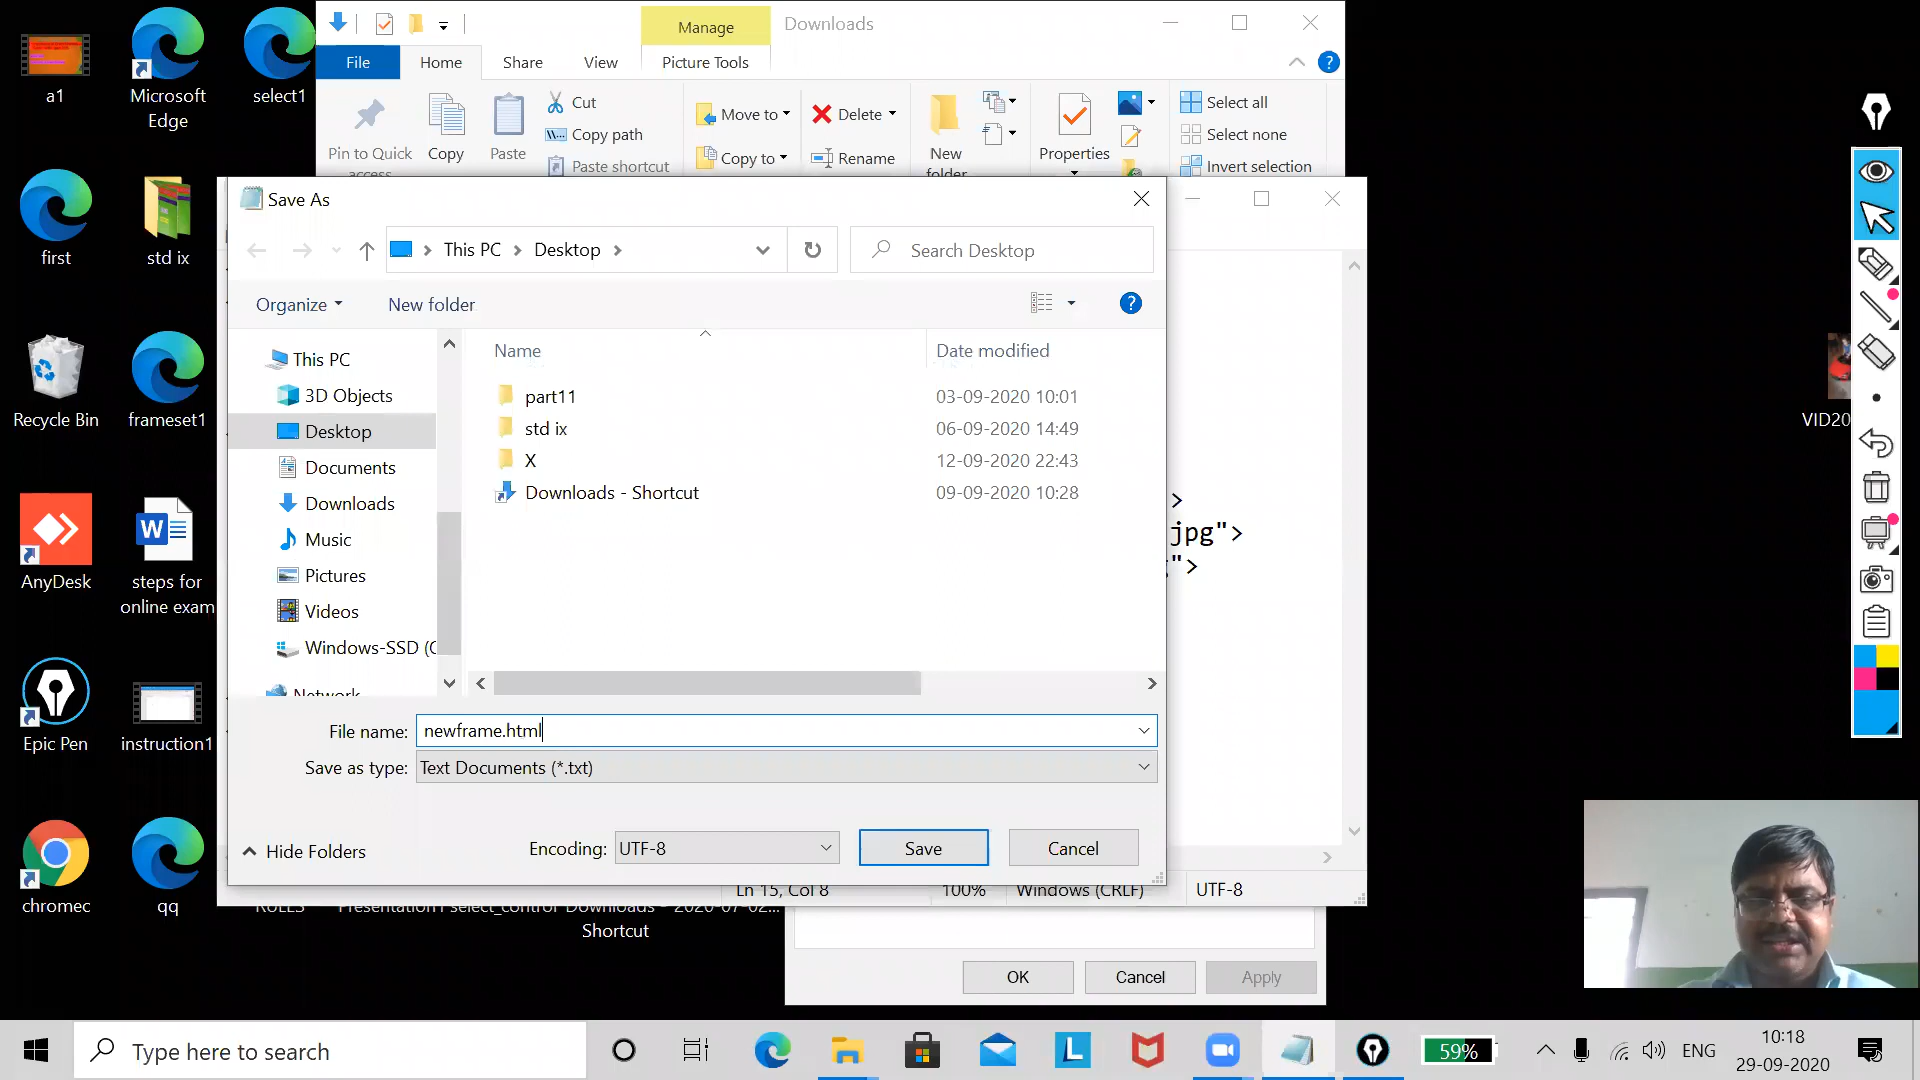 Manage
Downloads
File
Home
Share
View
Picture Tools
Pin to Quick
Copy
Paste
Cut
Copy path
Paste shortcut
Move to
Copy to
Delete
Rename
New
folder
Properties
Select all
Select none
Invert selection
a1
Microsoft
Edge
select1
first
std ix
Recycle Bin
frameset1
AnyDesk
steps for
online exam
Epic Pen
instruction1
chromec
qq
Save As
This PC
Desktop
Search Desktop
Organize
New folder
This PC
3D Objects
Desktop
Documents
Downloads
Music
Pictures
Videos
Windows-SSD (C
Network
Name
Date modified
part11
03-09-2020 10:01
std ix
06-09-2020 14:49
X
12-09-2020 22:43
Downloads - Shortcut
09-09-2020 10:28
>
jpg">
">
File name:
newframe.html
Save as type:
Text Documents (*.txt)
Hide Folders
Encoding:
UTF-8
Save
Cancel
Ln 15, Col 8
100%
Windows (CRLF)
UTF-8
RULES
Presentation1
select_control
Downloads -
2020-07-02...
Shortcut
OK
Cancel
Apply
VID20
Type here to search
59%
ENG
10:18
29-09-2020